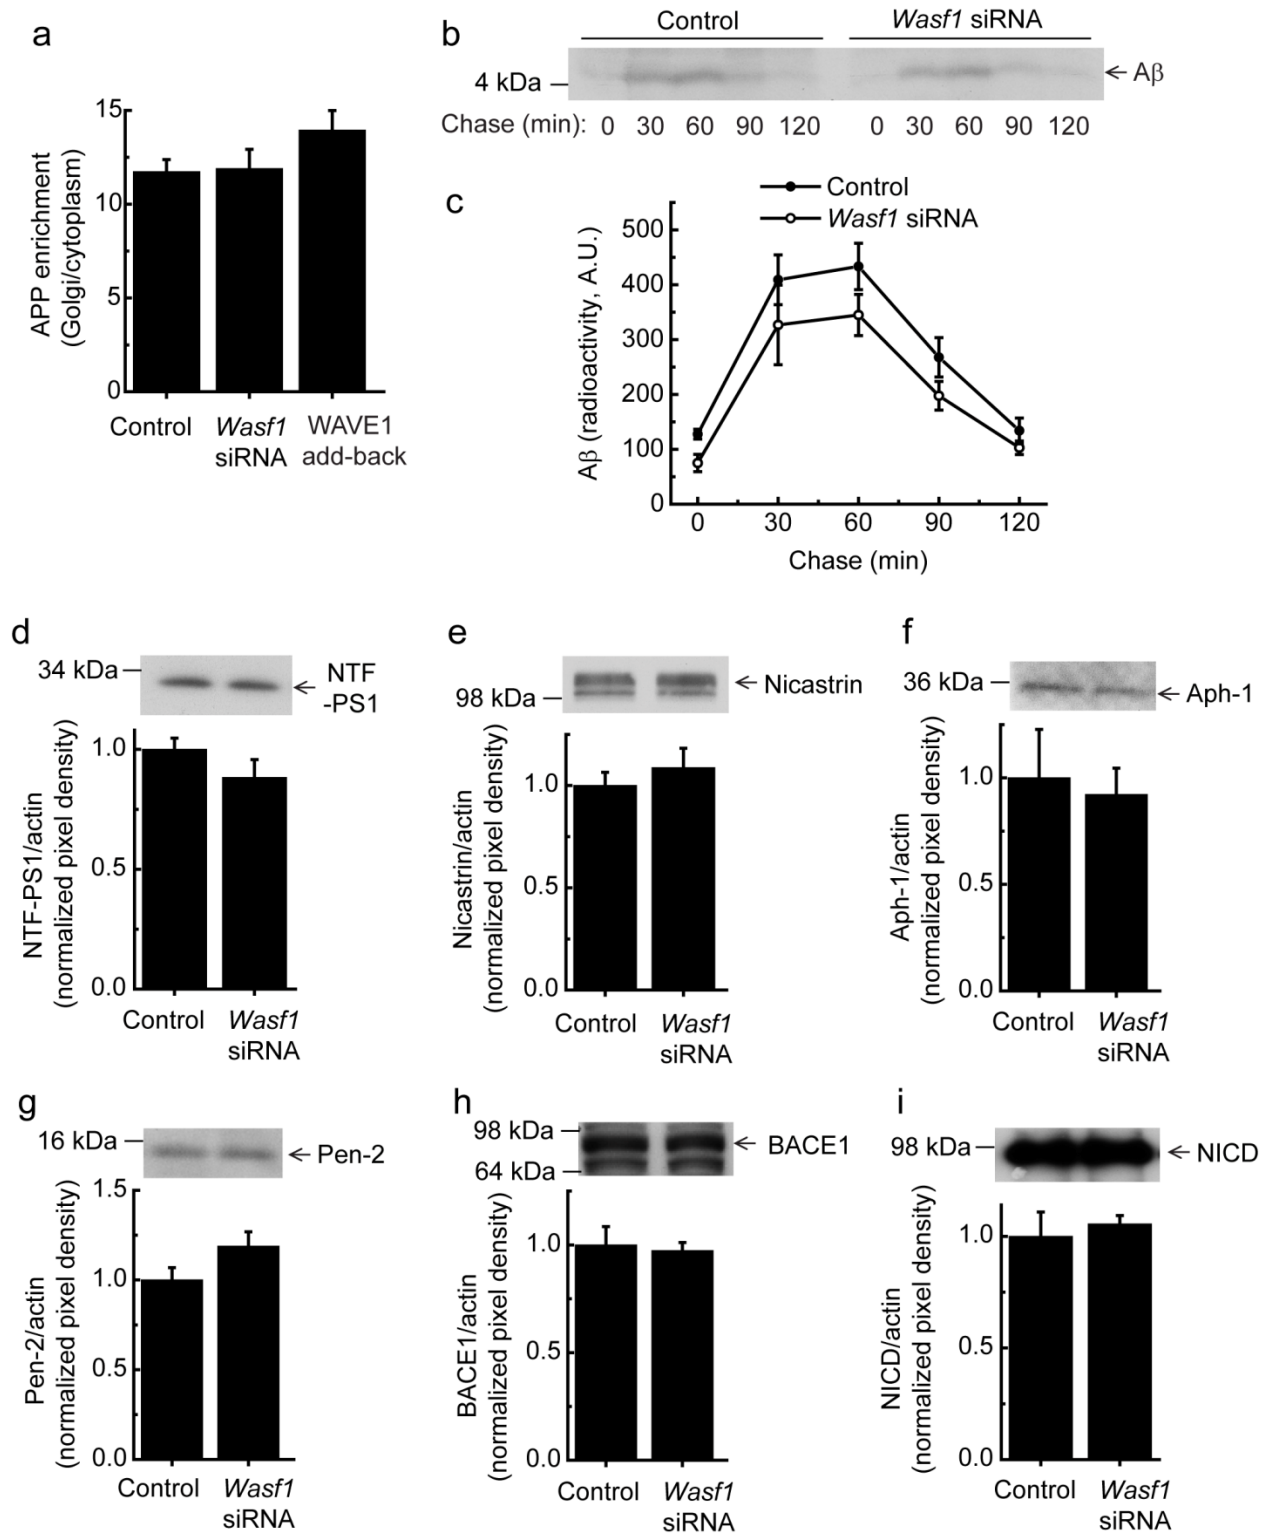 a
APP enrichment
(Golgi/cytoplasm)
15
10
5
0
Control
Wasf1
siRNA
WAVE1
add-back
b
Control
Wasf1 siRNA
4 kDa
Aβ
Chase (min): 0 30 60 90 120 0 30 60 90 120
c
Control
Wasf1 siRNA
Aβ (radioactivity, A.U.)
500
400
300
200
100
0
0 30 60 90 120
Chase (min)
d
34 kDa
NTF
-PS1
NTF-PS1/actin
(normalized pixel density)
1.0
0.5
0.0
Control
Wasf1
siRNA
e
98 kDa
Nicastrin
Nicastrin/actin
(normalized pixel density)
1.0
0.5
0.0
Control
Wasf1
siRNA
f
36 kDa
Aph-1
Aph-1/actin
(normalized pixel density)
1.0
0.5
0.0
Control
Wasf1
siRNA
g
16 kDa
Pen-2
Pen-2/actin
(normalized pixel density)
1.5
1.0
0.5
0.0
Control
Wasf1
siRNA
h
98 kDa
64 kDa
BACE1
BACE1/actin
(normalized pixel density)
1.0
0.5
0.0
Control
Wasf1
siRNA
i
98 kDa
NICD
NICD/actin
(normalized pixel density)
1.0
0.5
0.0
Control
Wasf1
siRNA